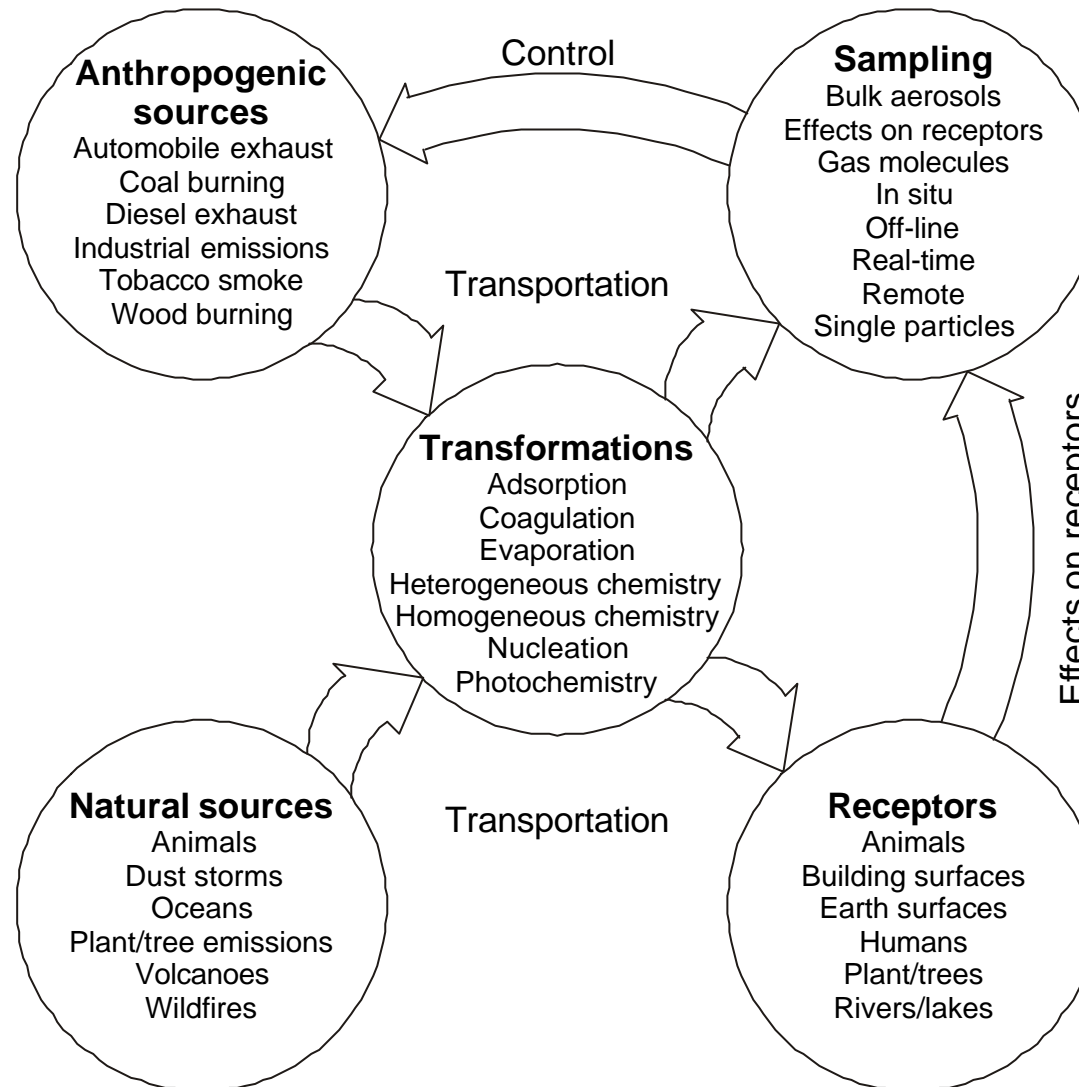 Control
Anthropogenic
sources
Automobile exhaust
Coal burning
Diesel exhaust
Industrial emissions
Tobacco smoke
Wood burning
Sampling
Bulk aerosols
Effects on receptors
Gas molecules
In situ
Off-line
Real-time
Remote
Single particles
Transportation
Transformations
Adsorption
Coagulation
Evaporation
Heterogeneous chemistry
Homogeneous chemistry
Nucleation
Photochemistry
Effects on receptors
Natural sources
Animals
Dust storms
Oceans
Plant/tree emissions
Volcanoes
Wildfires
Transportation
Receptors
Animals
Building surfaces
Earth surfaces
Humans
Plant/trees
Rivers/lakes